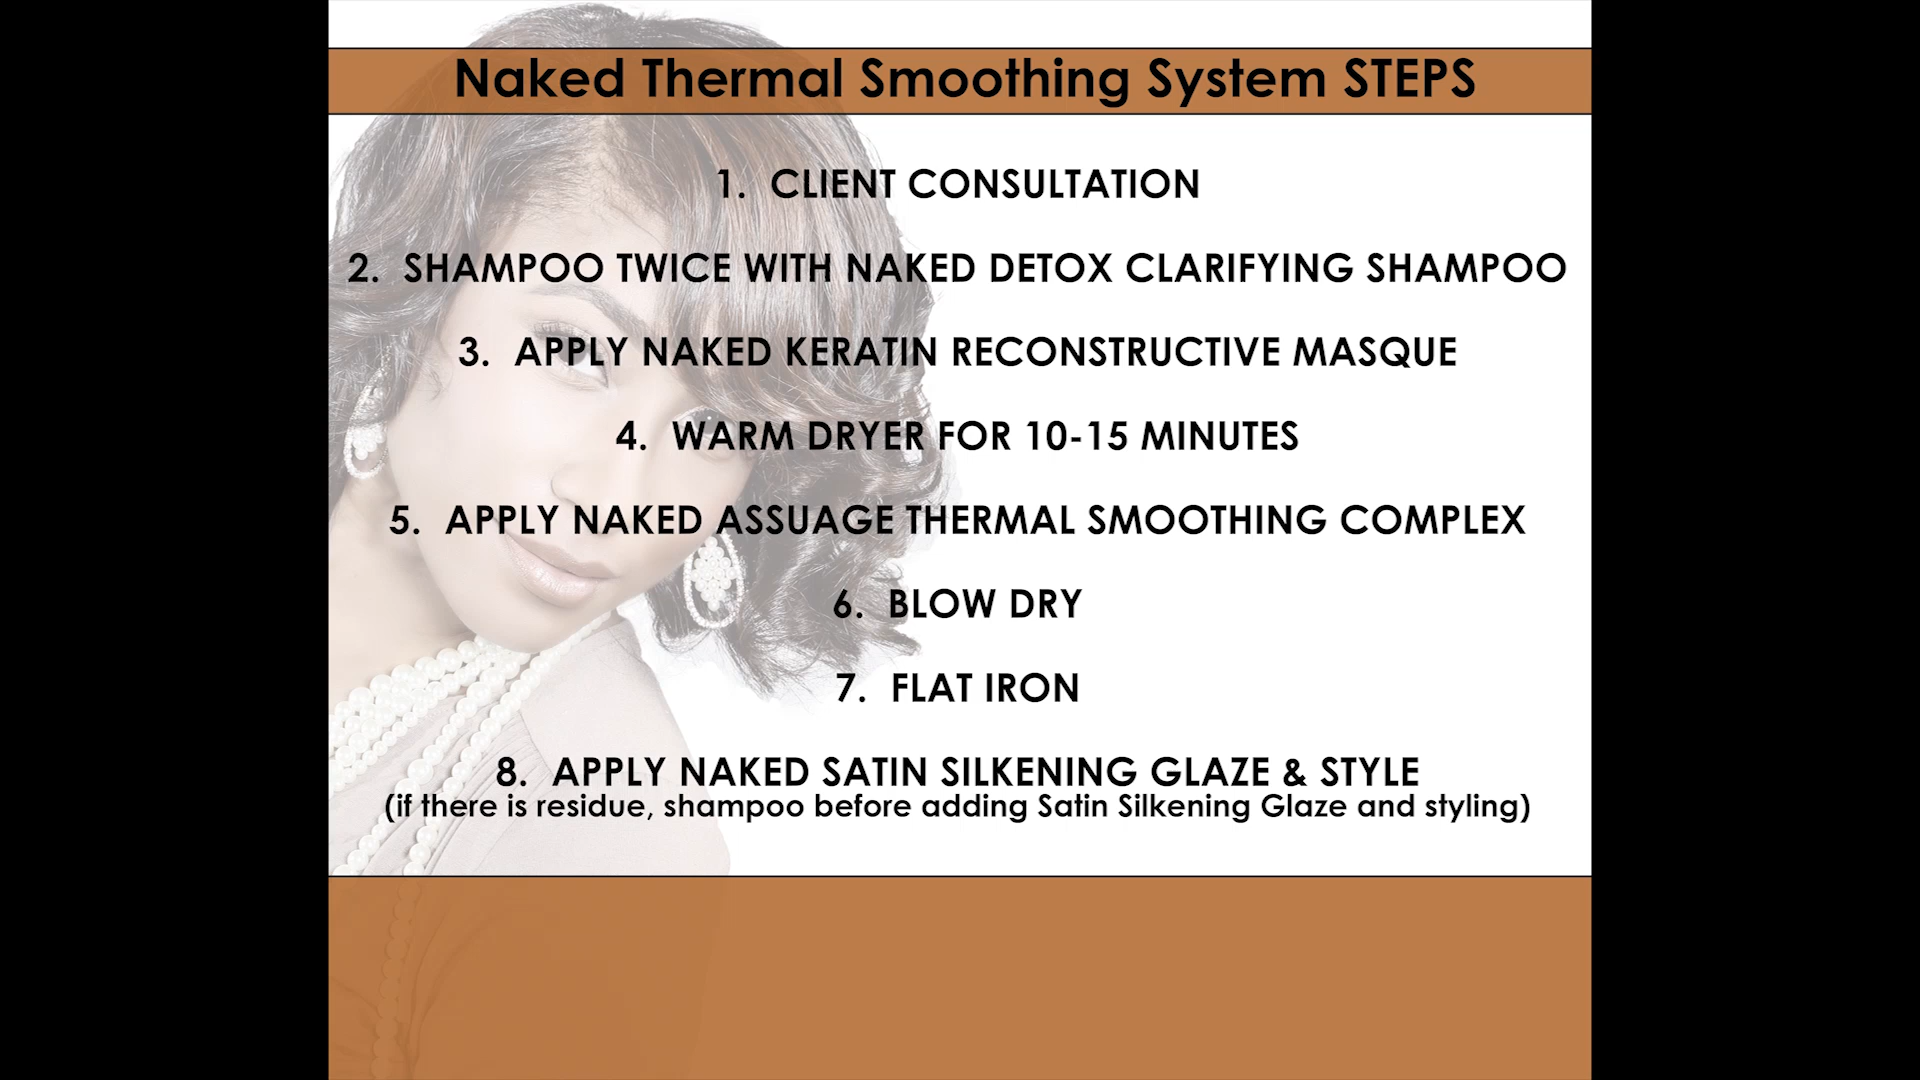 Naked Thermal Smoothing System STEPS
1. CLIENT CONSULTATION
2. SHAMPOO TWICE WITH NAKED DETOX CLARIFYING SHAMPOO
3. APPLY NAKED KERATIN RECONSTRUCTIVE MASQUE
4. WARM DRYER FOR 10-15 MINUTES
5. APPLY NAKED ASSUAGE THERMAL SMOOTHING COMPLEX
6. BLOW DRY
7. FLAT IRON
8. APPLY NAKED SATIN SILKENING GLAZE & STYLE
(if there is residue, shampoo before adding Satin Silkening Glaze and styling)